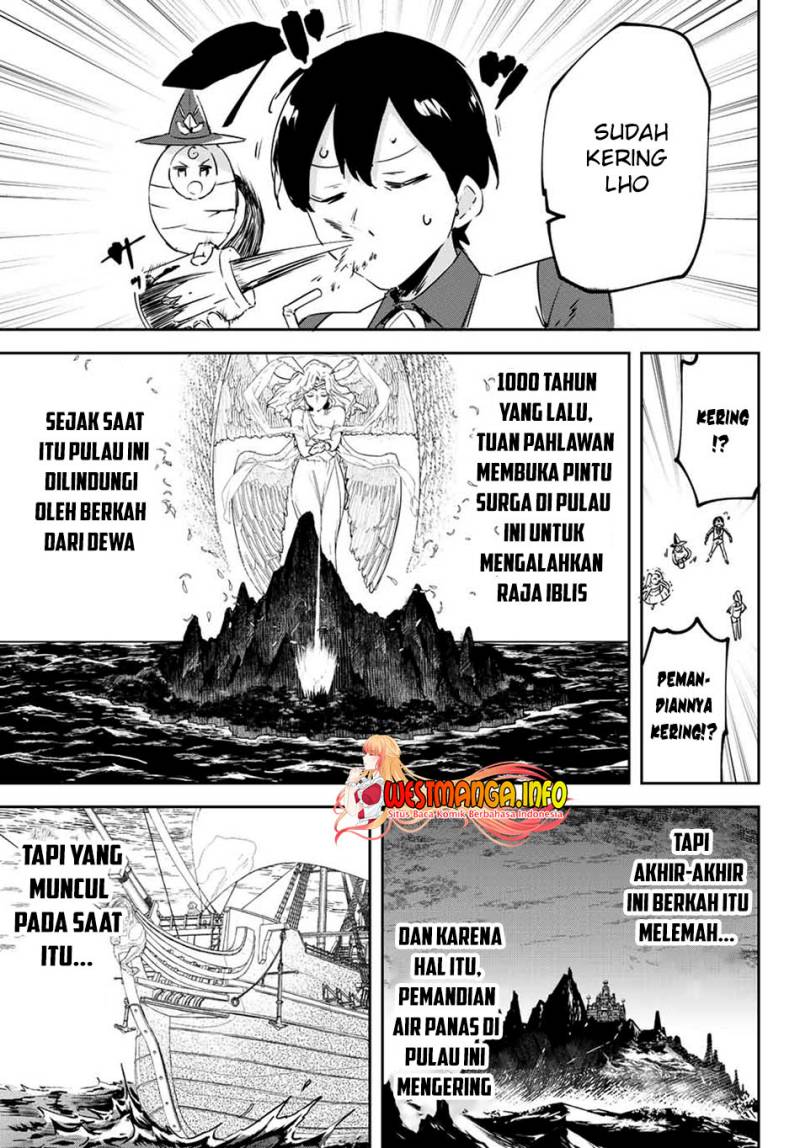 SUDAH
KERING
LHO
KERING
!?
PEMAN-
DIANNYA
KERING!?
1000 TAHUN
YANG LALU,
TUAN PAHLAWAN
MEMBUKA PINTU
SURGA DI PULAU
INI UNTUK
MENGALAHKAN
RAJA IBLIS
SEJAK SAAT
ITU PULAU INI
DILINDUNGI
OLEH BERKAH
DARI DEWA
WESTMANGA.INFO
Situs Baca Komik Berbahasa Indonesia
TAPI
AKHIR-AKHIR
INI BERKAH ITU
MELEMAH...
DAN KARENA
HAL ITU,
PEMANDIAN
AIR PANAS DI
PULAU INI
MENGERING
TAPI YANG
MUNCUL
PADA SAAT
ITU...